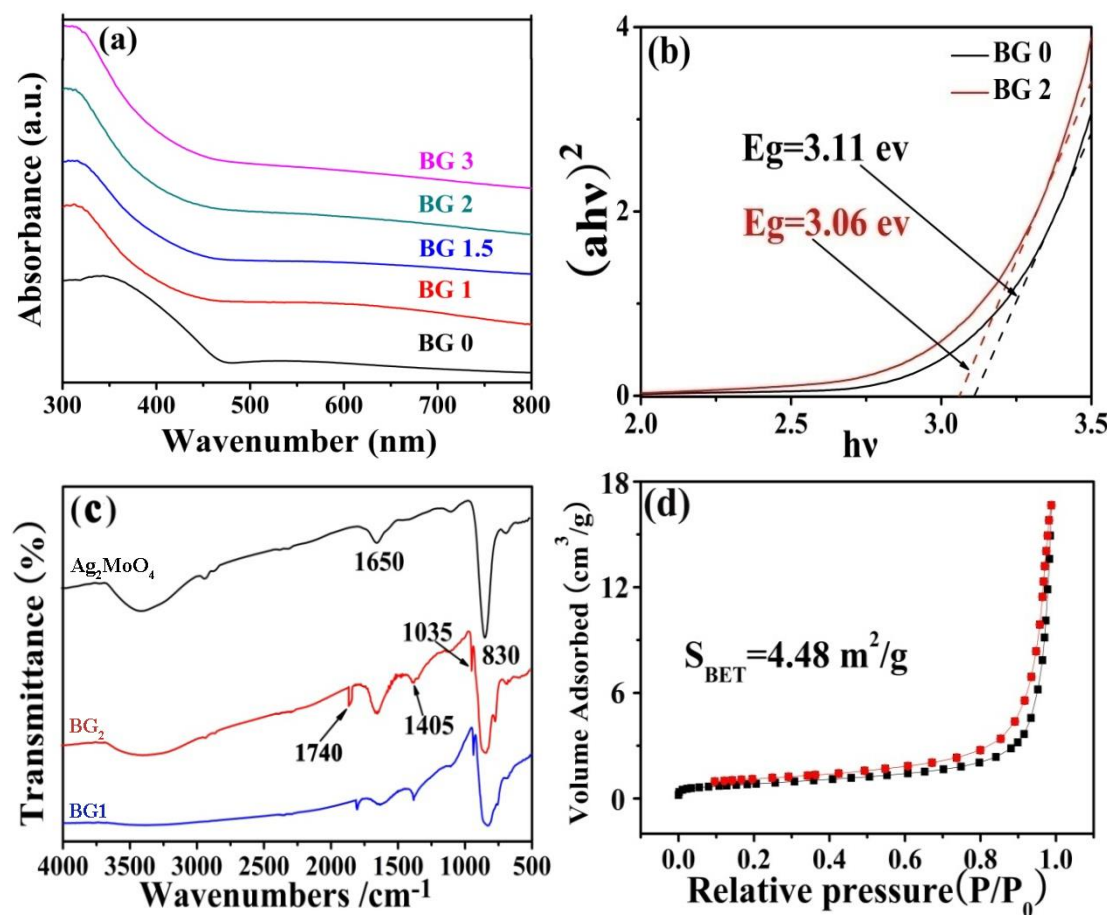 (a)
BG 3
BG 2
BG 1.5
BG 1
BG 0
Absorbance (a.u.)
300 400 500 600 700 800
Wavenumber (nm)
(b)
BG 0
BG 2
Eg=3.11 ev
Eg=3.06 ev
(ahν)²
4
2
0
2.0 2.5 3.0 3.5
hν
(c)
Ag₂MoO₄
1650
1035
830
BG₂
1405
1740
BG1
Transmittance (%)
4000 3500 3000 2500 2000 1500 1000 500
Wavenumbers /cm⁻¹
(d)
S_BET=4.48 m²/g
Volume Adsorbed (cm³/g)
18
12
6
0
0.0 0.2 0.4 0.6 0.8 1.0
Relative pressure(P/P₀)